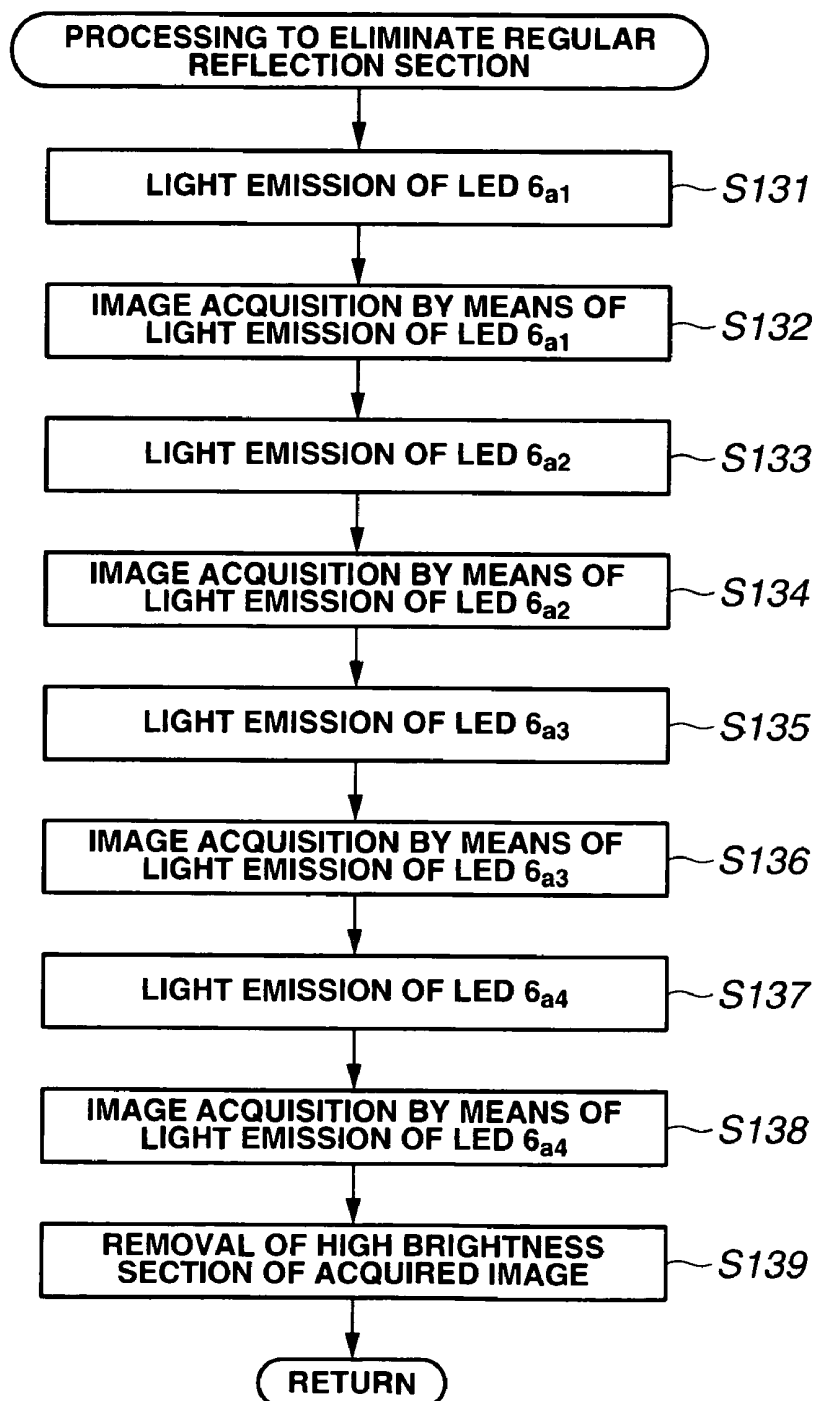 PROCESSING TO ELIMINATE REGULAR
REFLECTION SECTION
LIGHT EMISSION OF LED 6a1
S131
IMAGE ACQUISITION BY MEANS OF
LIGHT EMISSION OF LED 6a1
S132
LIGHT EMISSION OF LED 6a2
S133
IMAGE ACQUISITION BY MEANS OF
LIGHT EMISSION OF LED 6a2
S134
LIGHT EMISSION OF LED 6a3
S135
IMAGE ACQUISITION BY MEANS OF
LIGHT EMISSION OF LED 6a3
S136
LIGHT EMISSION OF LED 6a4
S137
IMAGE ACQUISITION BY MEANS OF
LIGHT EMISSION OF LED 6a4
S138
REMOVAL OF HIGH BRIGHTNESS
SECTION OF ACQUIRED IMAGE
S139
RETURN